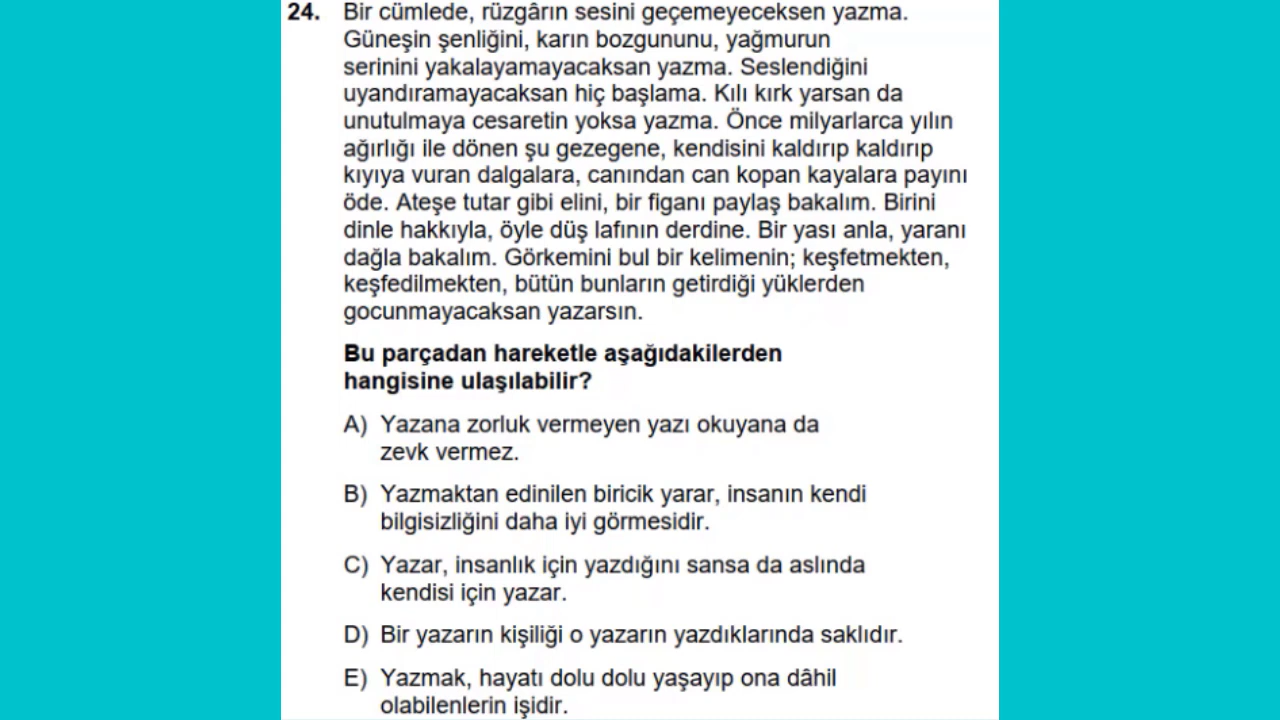 24. Bir cümlede, rüzgârın sesini geçemeyeceksen yazma.
Güneşin şenliğini, karın bozgununu, yağmurun
serinini yakalayamayacaksan yazma. Seslendiğini
uyandıramayacaksan hiç başlama. Kılı kırk yarsan da
unutulmaya cesaretin yoksa yazma. Önce milyarlarca yılın
ağırlığı ile dönen şu gezegene, kendisini kaldırıp kaldırıp
kıyıya vuran dalgalara, canından can kopan kayalara payını
öde. Ateşe tutar gibi elini, bir figanı paylaş bakalım. Birini
dinle hakkıyla, öyle düş lafının derdine. Bir yası anla, yaranı
dağla bakalım. Görkemini bul bir kelimenin; keşfetmekten,
keşfedilmekten, bütün bunların getirdiği yüklerden
gocunmayacaksan yazarsın.
Bu parçadan hareketle aşağıdakilerden
hangisine ulaşılabilir?
A) Yazana zorluk vermeyen yazı okuyana da
zevk vermez.
B) Yazmaktan edinilen biricik yarar, insanın kendi
bilgisizliğini daha iyi görmesidir.
C) Yazar, insanlık için yazdığını sansa da aslında
kendisi için yazar.
D) Bir yazarın kişiliği o yazarın yazdıklarında saklıdır.
E) Yazmak, hayatı dolu dolu yaşayıp ona dâhil
olabilenlerin işidir.